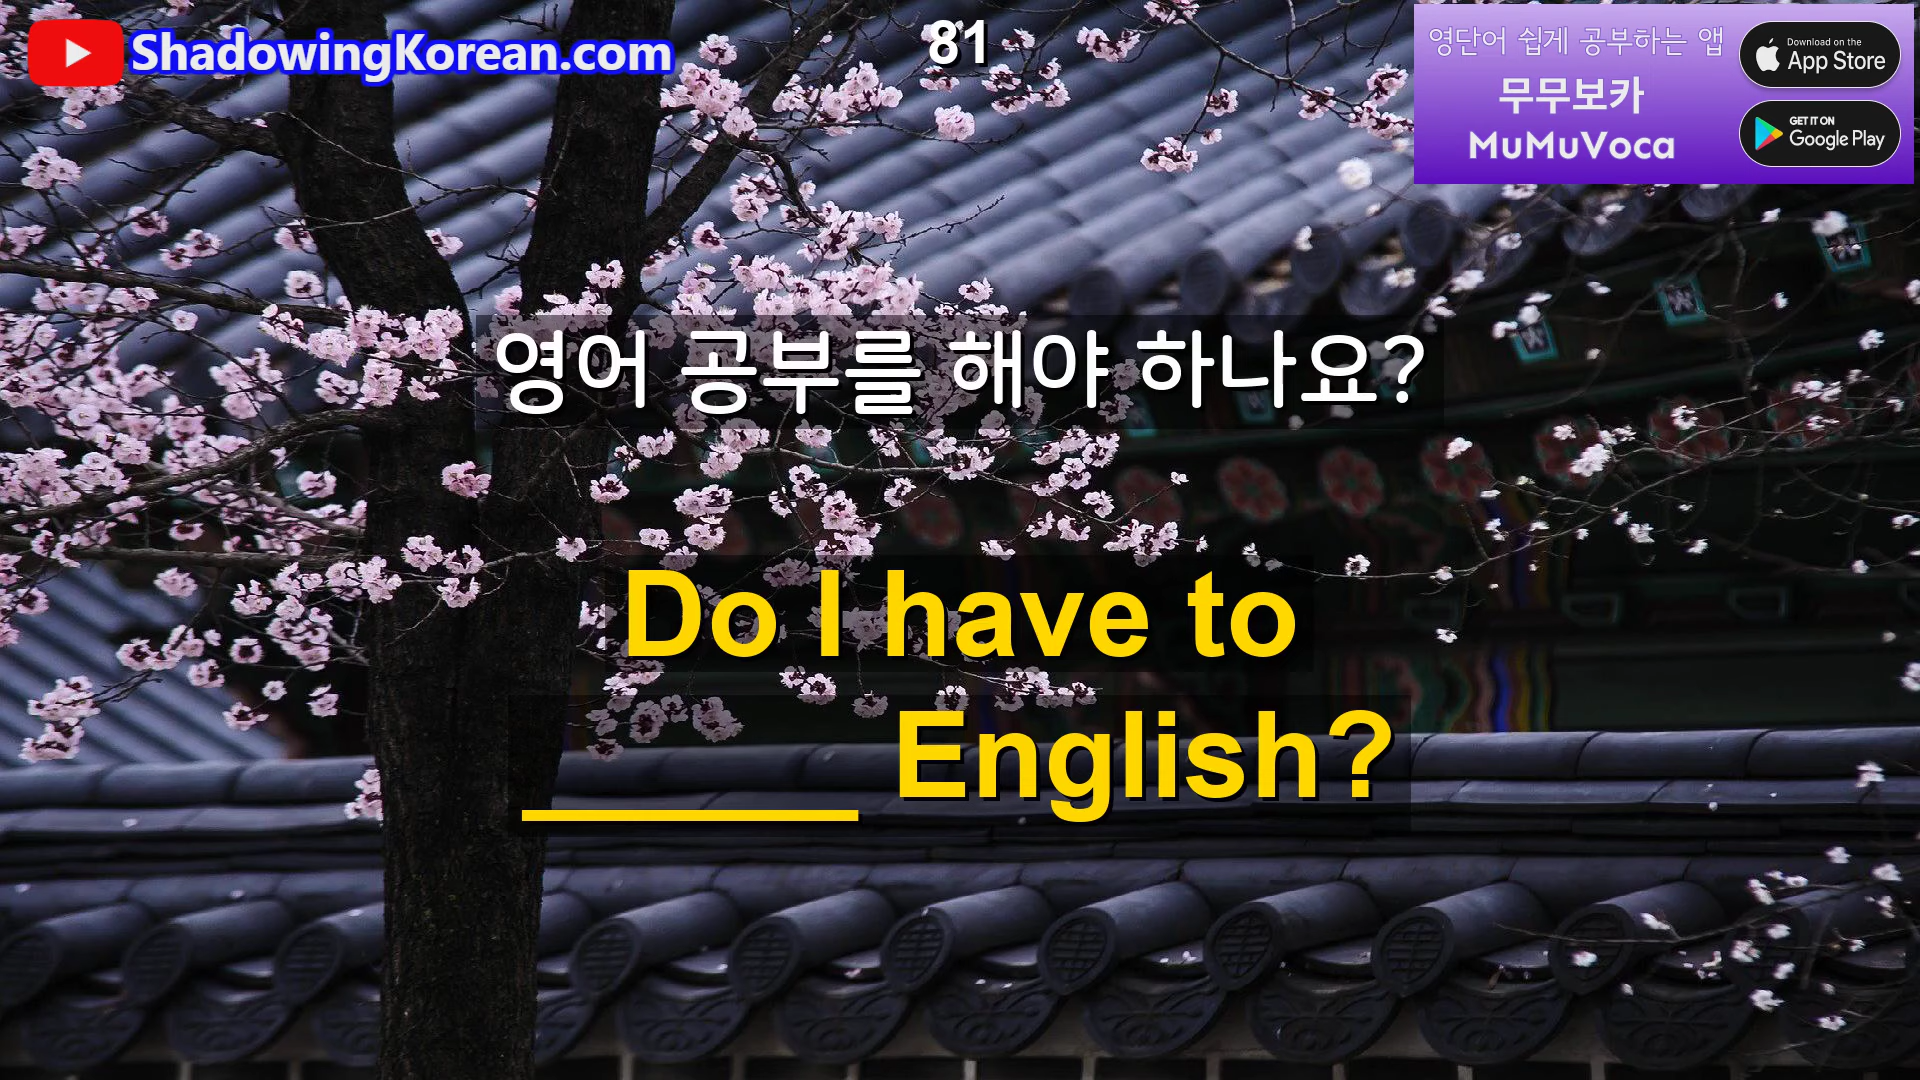 ShadowingKorean.com
81
영단어 쉽게 공부하는 앱
무무보카
MuMuVoca
Download on the
App Store
GET IT ON
Google Play
영어 공부를 해야 하나요?
Do I have to
______ English?